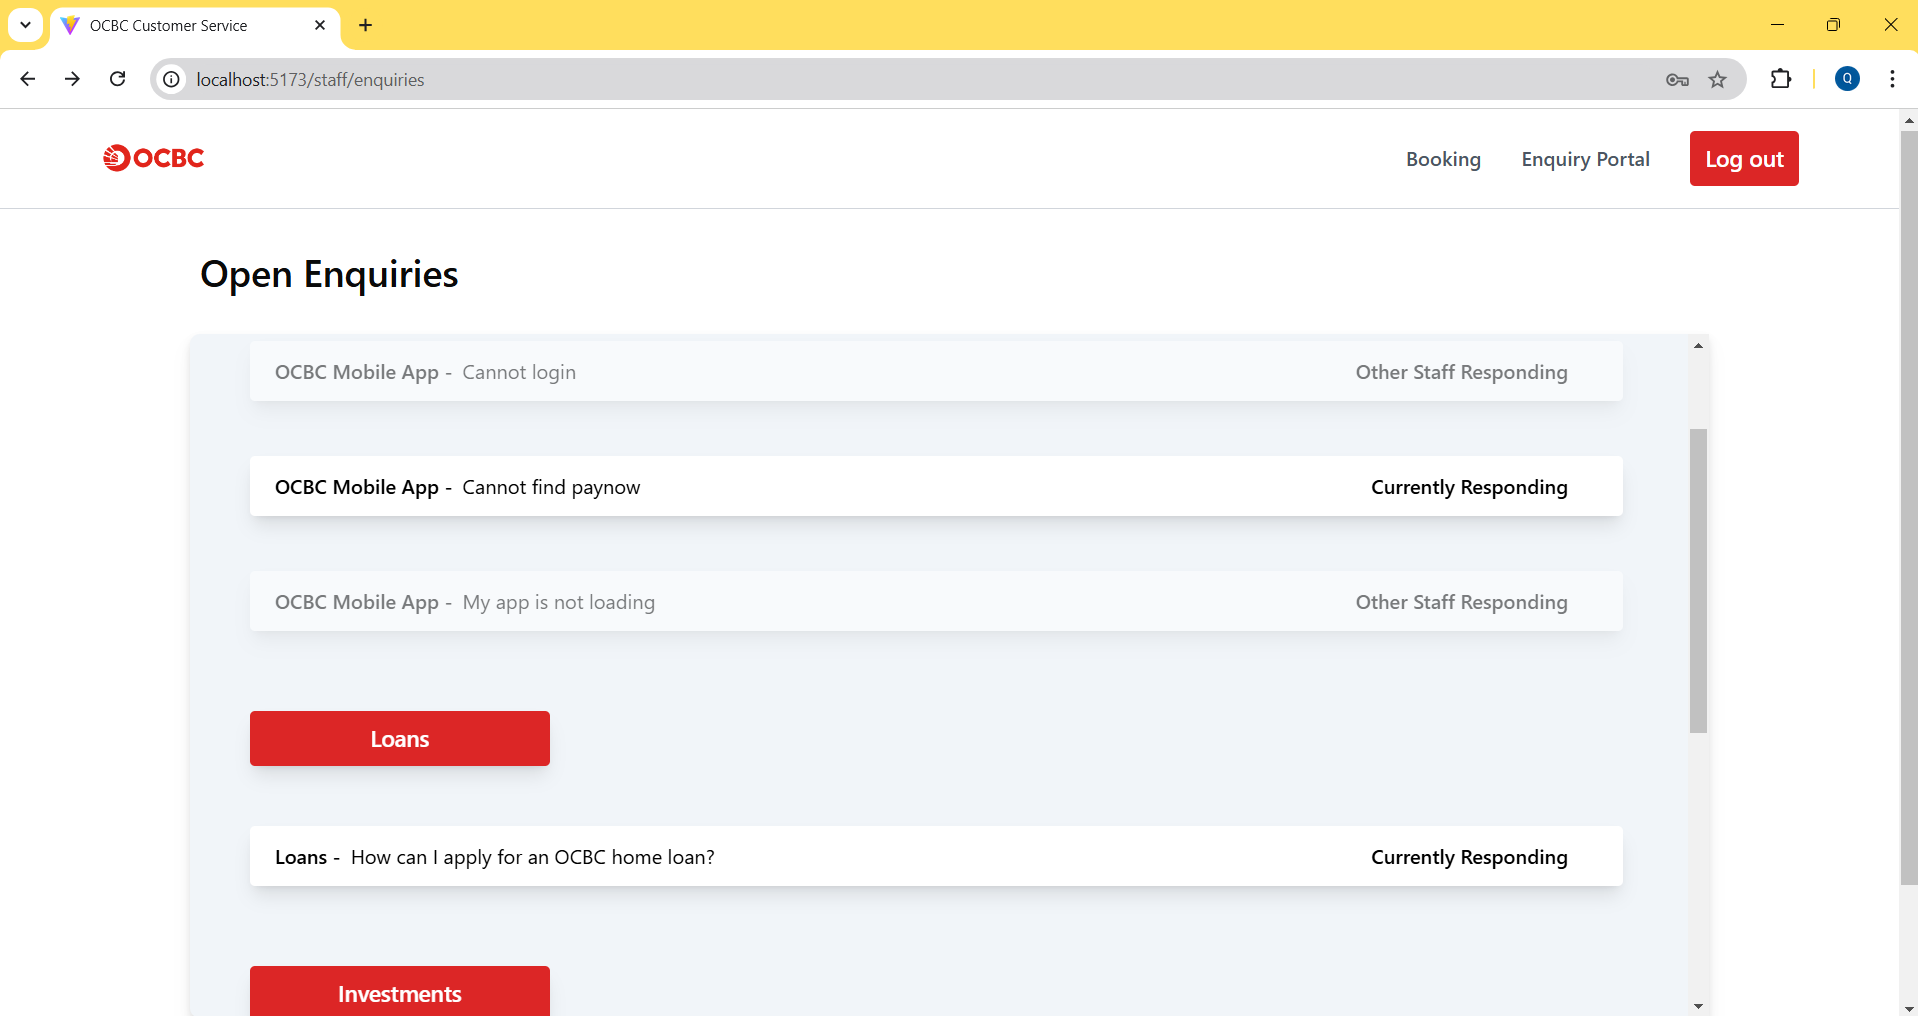 OCBC Customer Service
localhost:5173/staff/enquiries
Q
OCBC
Booking
Enquiry Portal
Log out
Open Enquiries
OCBC Mobile App - Cannot login Other Staff Responding
OCBC Mobile App - Cannot find paynow Currently Responding
OCBC Mobile App - My app is not loading Other Staff Responding
Loans
Loans - How can I apply for an OCBC home loan? Currently Responding
Investments